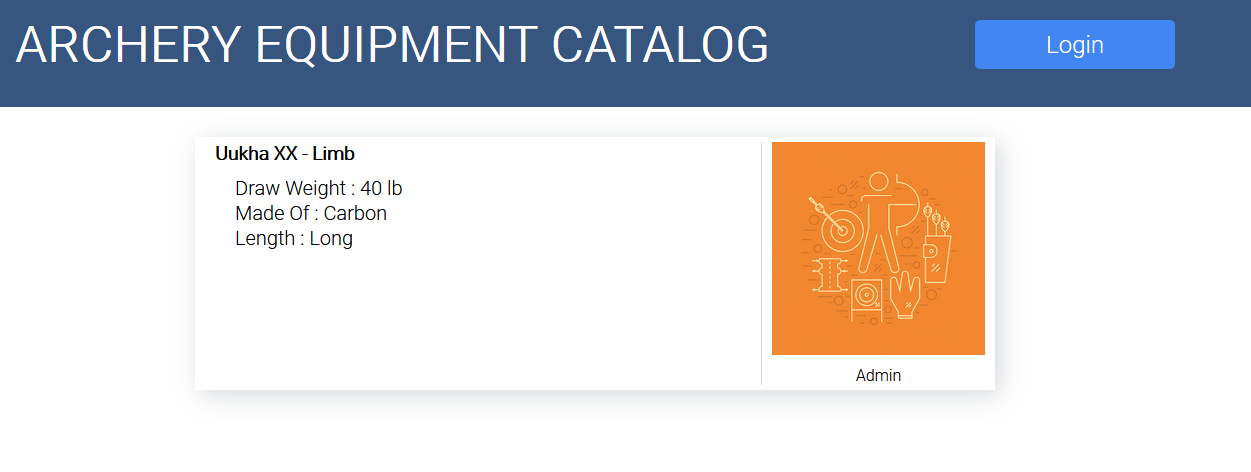 ARCHERY EQUIPMENT CATALOG
Login
Uukha XX - Limb
Draw Weight : 40 lb
Made Of : Carbon
Length : Long
Admin